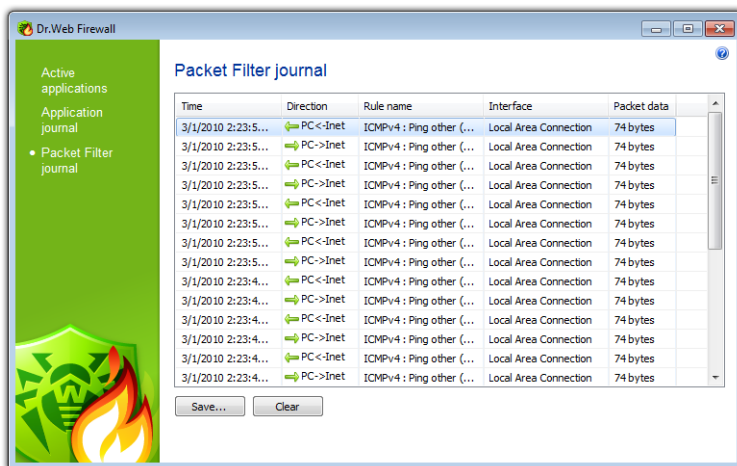 Dr.Web Firewall
Active
applications
Application
journal
Packet Filter
journal
Packet Filter journal
Time Direction Rule name Interface Packet data
3/1/2010 2:23:5... PC<-Inet ICMPv4 : Ping other (... Local Area Connection 74 bytes
3/1/2010 2:23:5... PC->Inet ICMPv4 : Ping other (... Local Area Connection 74 bytes
3/1/2010 2:23:5... PC<-Inet ICMPv4 : Ping other (... Local Area Connection 74 bytes
3/1/2010 2:23:5... PC->Inet ICMPv4 : Ping other (... Local Area Connection 74 bytes
3/1/2010 2:23:5... PC<-Inet ICMPv4 : Ping other (... Local Area Connection 74 bytes
3/1/2010 2:23:5... PC->Inet ICMPv4 : Ping other (... Local Area Connection 74 bytes
3/1/2010 2:23:5... PC<-Inet ICMPv4 : Ping other (... Local Area Connection 74 bytes
3/1/2010 2:23:5... PC->Inet ICMPv4 : Ping other (... Local Area Connection 74 bytes
3/1/2010 2:23:4... PC<-Inet ICMPv4 : Ping other (... Local Area Connection 74 bytes
3/1/2010 2:23:4... PC->Inet ICMPv4 : Ping other (... Local Area Connection 74 bytes
3/1/2010 2:23:4... PC<-Inet ICMPv4 : Ping other (... Local Area Connection 74 bytes
3/1/2010 2:23:4... PC->Inet ICMPv4 : Ping other (... Local Area Connection 74 bytes
3/1/2010 2:23:4... PC<-Inet ICMPv4 : Ping other (... Local Area Connection 74 bytes
3/1/2010 2:23:4... PC->Inet ICMPv4 : Ping other (... Local Area Connection 74 bytes
Save... Clear